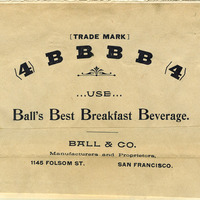 [TRADE MARK]
(4) B B B B (4)
...USE...
Ball's Best Breakfast Beverage.
BALL & CO.
Manufacturers and Proprietors,
1145 FOLSOM ST. SAN FRANCISCO.